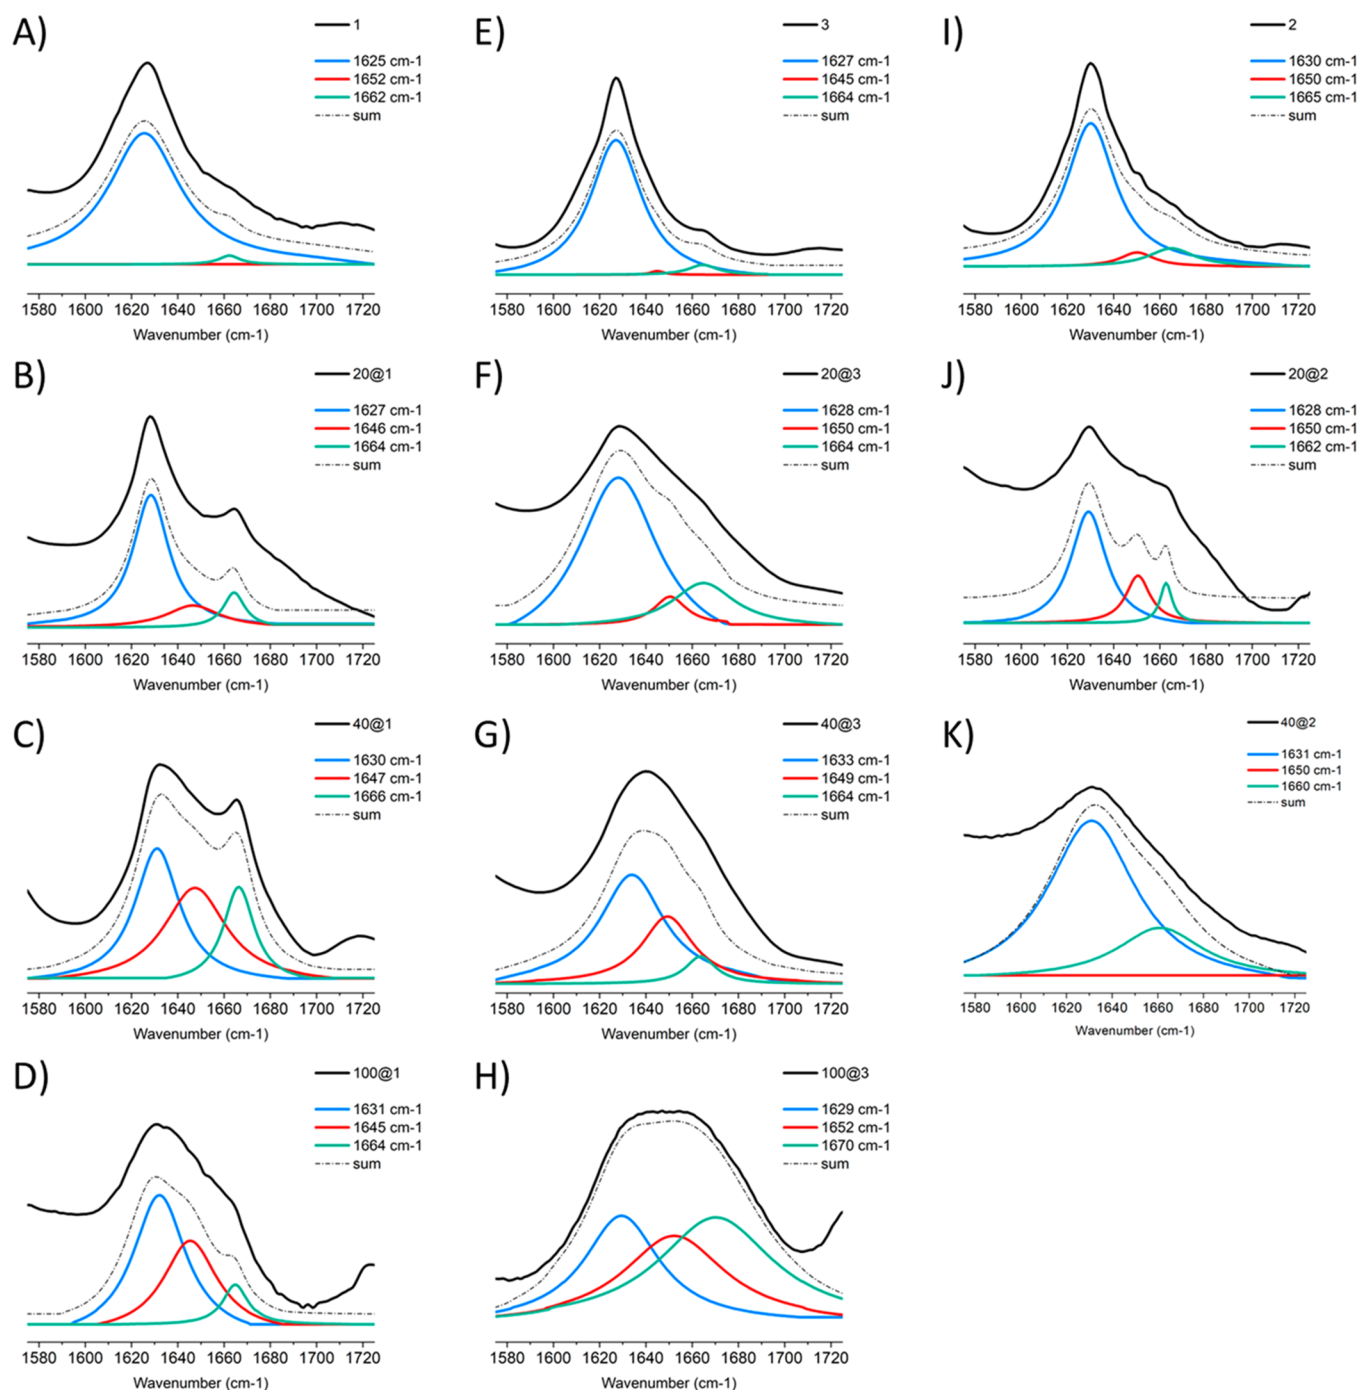 A)
1
1625 cm-1
1652 cm-1
1662 cm-1
sum
1580 1600 1620 1640 1660 1680 1700 1720
Wavenumber (cm-1)
E)
3
1627 cm-1
1645 cm-1
1664 cm-1
sum
1580 1600 1620 1640 1660 1680 1700 1720
Wavenumber (cm-1)
I)
2
1630 cm-1
1650 cm-1
1665 cm-1
sum
1580 1600 1620 1640 1660 1680 1700 1720
Wavenumber (cm-1)
B)
20@1
1627 cm-1
1646 cm-1
1664 cm-1
sum
1580 1600 1620 1640 1660 1680 1700 1720
Wavenumber (cm-1)
F)
20@3
1628 cm-1
1650 cm-1
1664 cm-1
sum
1580 1600 1620 1640 1660 1680 1700 1720
Wavenumber (cm-1)
J)
20@2
1628 cm-1
1650 cm-1
1662 cm-1
sum
1580 1600 1620 1640 1660 1680 1700 1720
Wavenumber (cm-1)
C)
40@1
1630 cm-1
1647 cm-1
1666 cm-1
sum
1580 1600 1620 1640 1660 1680 1700 1720
Wavenumber (cm-1)
G)
40@3
1633 cm-1
1649 cm-1
1664 cm-1
sum
1580 1600 1620 1640 1660 1680 1700 1720
Wavenumber (cm-1)
K)
40@2
1631 cm-1
1650 cm-1
1660 cm-1
sum
1580 1600 1620 1640 1660 1680 1700 1720
Wavenumber (cm-1)
D)
100@1
1631 cm-1
1645 cm-1
1664 cm-1
sum
1580 1600 1620 1640 1660 1680 1700 1720
Wavenumber (cm-1)
H)
100@3
1629 cm-1
1652 cm-1
1670 cm-1
sum
1580 1600 1620 1640 1660 1680 1700 1720
Wavenumber (cm-1)